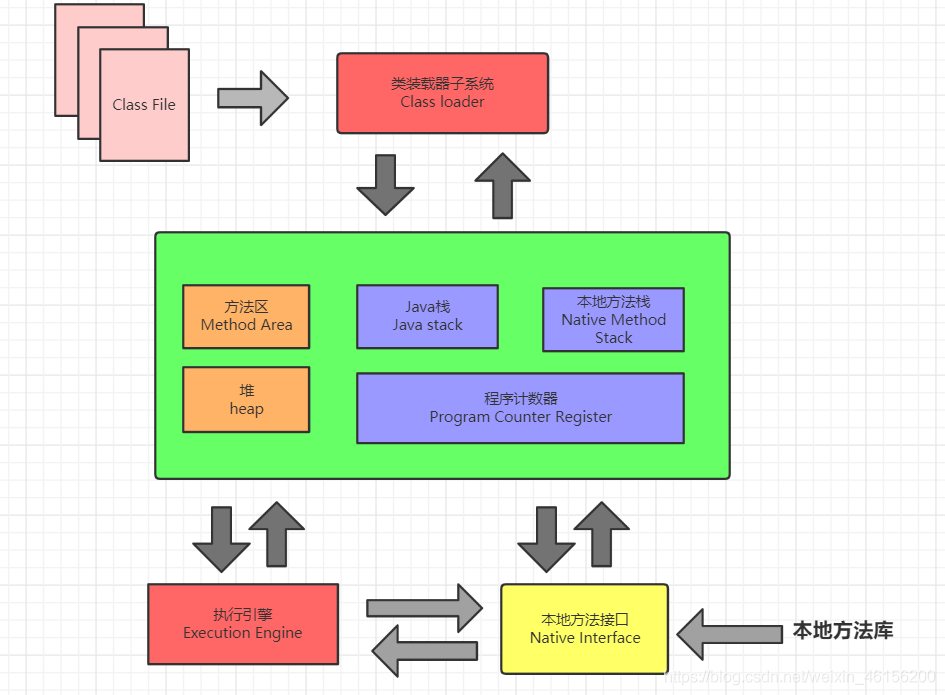 Class File
类装载器子系统
Class loader
方法区
Method Area
Java栈
Java stack
本地方法栈
Native Method
Stack
堆
heap
程序计数器
Program Counter Register
执行引擎
Execution Engine
本地方法接口
Native Interface
本地方法库
https://blog.csdn.net/weixin_46156200